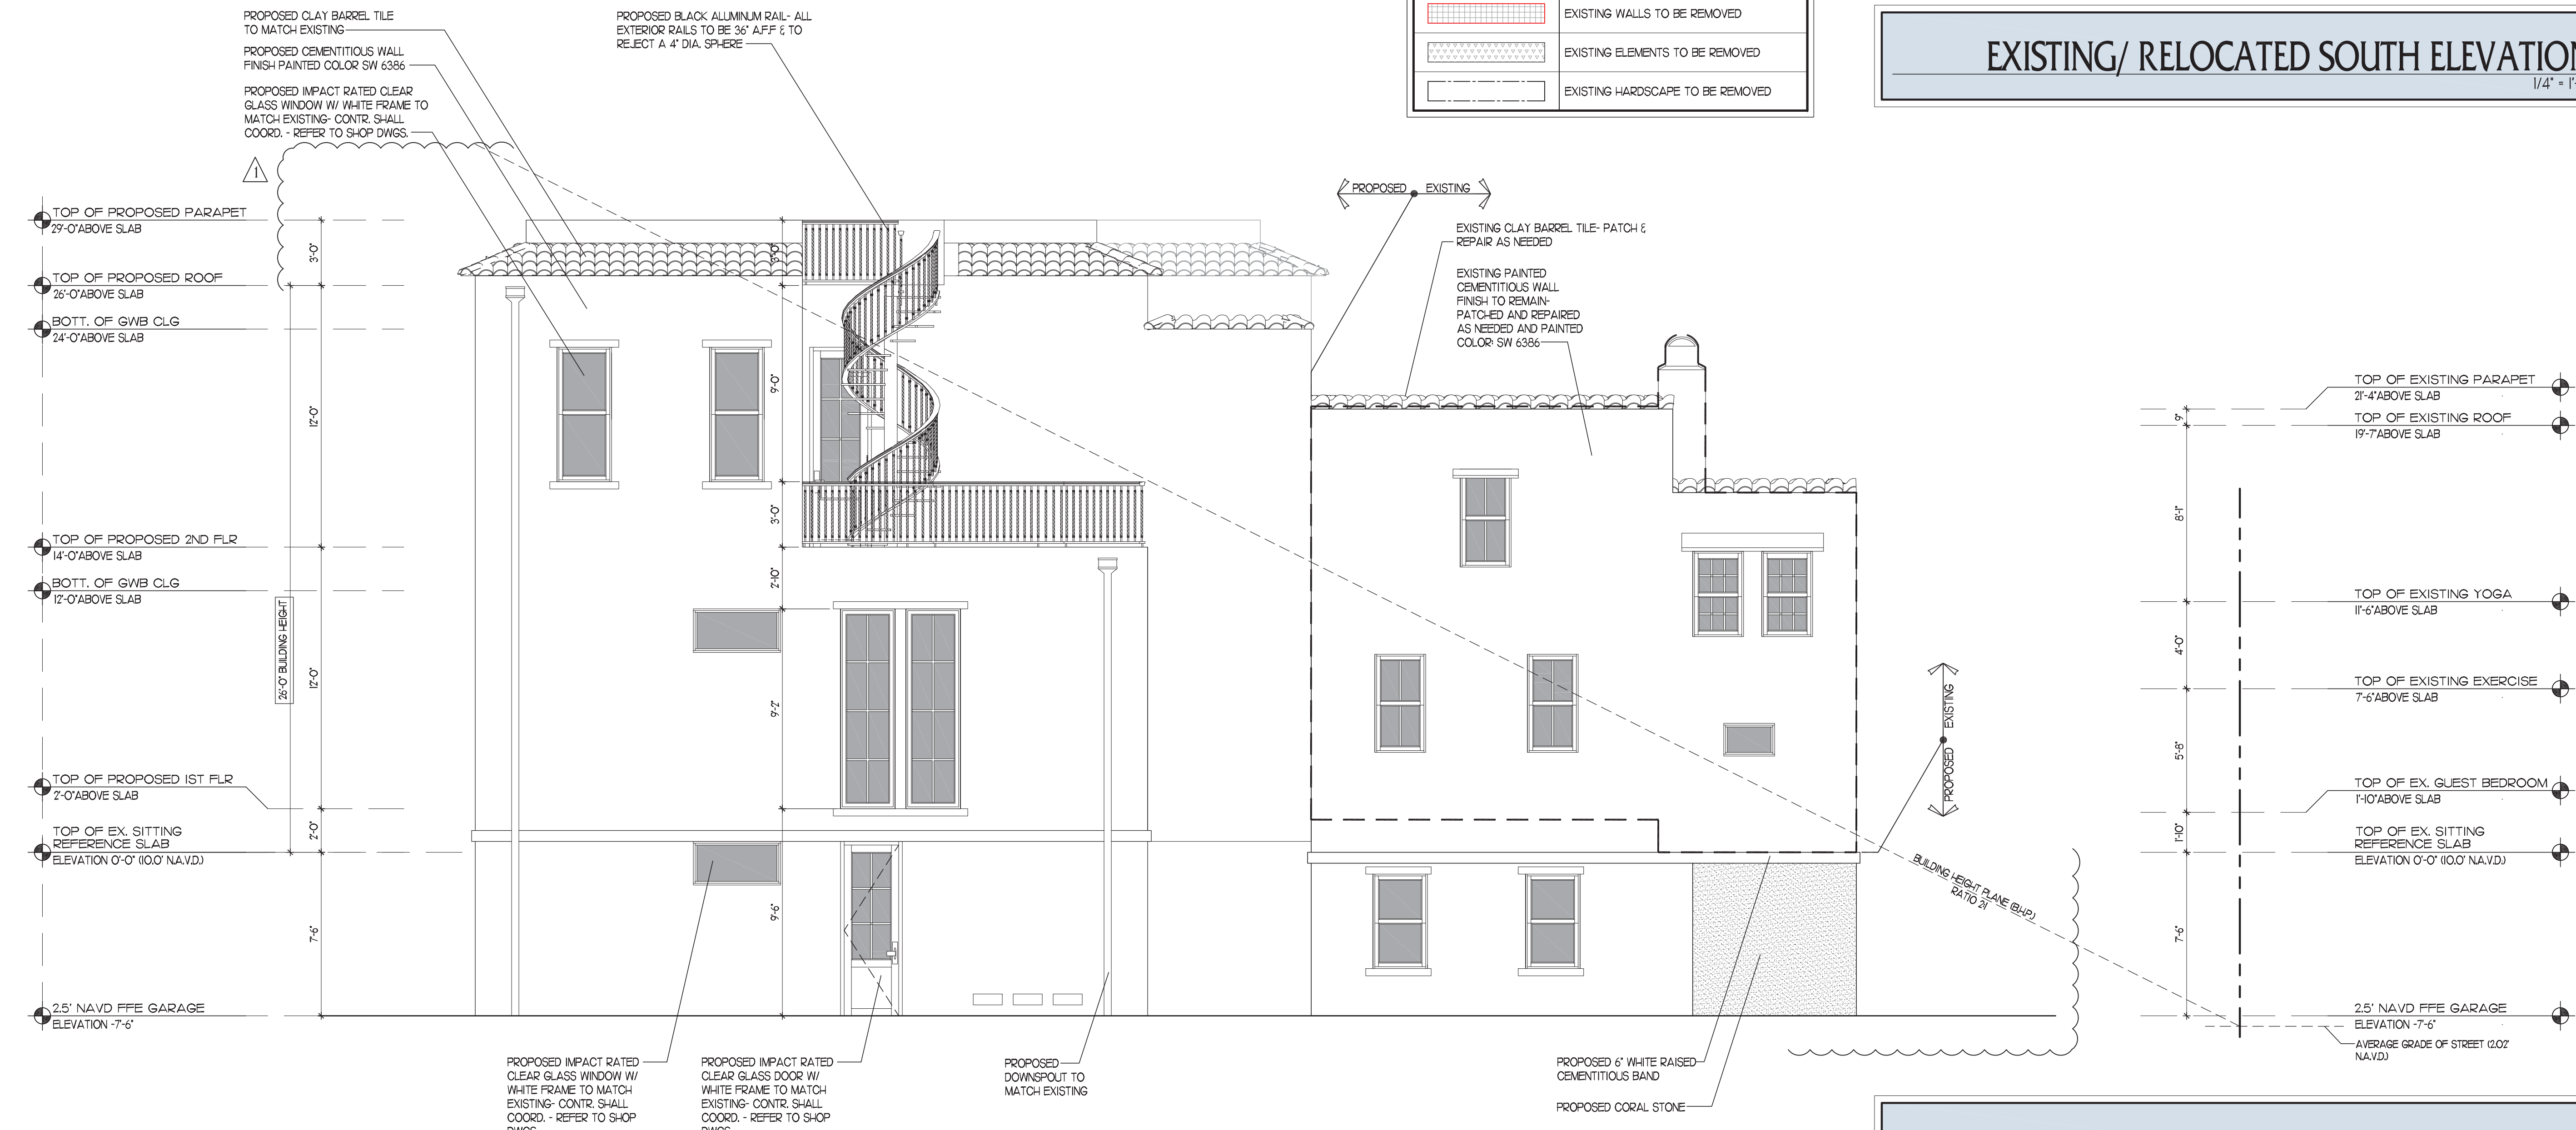 PROPOSED CLAY BARREL TILE
TO MATCH EXISTING
PROPOSED CEMENTITIOUS WALL
FINISH PAINTED COLOR SW 6386
PROPOSED IMPACT RATED CLEAR
GLASS WINDOW W/ WHITE FRAME TO
MATCH EXISTING- CONTR. SHALL
COORD. - REFER TO SHOP DWGS.
PROPOSED BLACK ALUMINUM RAIL- ALL
EXTERIOR RAILS TO BE 36" A.F.F & TO
REJECT A 4" DIA. SPHERE
EXISTING WALLS TO BE REMOVED
EXISTING ELEMENTS TO BE REMOVED
EXISTING HARDSCAPE TO BE REMOVED
EXISTING/ RELOCATED SOUTH ELEVATION
1/4" = 1'-
1
TOP OF PROPOSED PARAPET
29'-0"ABOVE SLAB
TOP OF PROPOSED ROOF
26'-0"ABOVE SLAB
BOTT. OF GWB CLG
24'-0"ABOVE SLAB
TOP OF PROPOSED 2ND FLR
14'-0"ABOVE SLAB
BOTT. OF GWB CLG
12'-0"ABOVE SLAB
TOP OF PROPOSED 1ST FLR
2'-0"ABOVE SLAB
TOP OF EX. SITTING
REFERENCE SLAB
ELEVATION 0'-0" (10.0' N.A.V.D.)
2.5' NAVD FFE GARAGE
ELEVATION -7'-6"
26'-0" BUILDING HEIGHT
3'-0"
12'-0"
12'-0"
2'-0"
7'-6"
3'-0"
9'-0"
3'-0"
2'-10"
9'-2"
9'-6"
PROPOSED EXISTING
EXISTING CLAY BARREL TILE- PATCH &
REPAIR AS NEEDED
EXISTING PAINTED
CEMENTITIOUS WALL
FINISH TO REMAIN-
PATCHED AND REPAIRED
AS NEEDED AND PAINTED
COLOR: SW 6386
PROPOSED EXISTING
BUILDING HEIGHT PLANE (B.H.P.)
RATIO 2:1
9"
8'-1"
4'-0"
5'-8"
1'-10"
7'-6"
TOP OF EXISTING PARAPET
21'-4"ABOVE SLAB
TOP OF EXISTING ROOF
19'-7"ABOVE SLAB
TOP OF EXISTING YOGA
11'-6"ABOVE SLAB
TOP OF EXISTING EXERCISE
7'-6"ABOVE SLAB
TOP OF EX. GUEST BEDROOM
1'-10"ABOVE SLAB
TOP OF EX. SITTING
REFERENCE SLAB
ELEVATION 0'-0" (10.0' N.A.V.D.)
2.5' NAVD FFE GARAGE
ELEVATION -7'-6"
AVERAGE GRADE OF STREET (2.02'
N.A.V.D.)
PROPOSED IMPACT RATED
CLEAR GLASS WINDOW W/
WHITE FRAME TO MATCH
EXISTING- CONTR. SHALL
COORD. - REFER TO SHOP
DWGS.
PROPOSED IMPACT RATED
CLEAR GLASS DOOR W/
WHITE FRAME TO MATCH
EXISTING- CONTR. SHALL
COORD. - REFER TO SHOP
DWGS.
PROPOSED
DOWNSPOUT TO
MATCH EXISTING
PROPOSED 6" WHITE RAISED
CEMENTITIOUS BAND
PROPOSED CORAL STONE